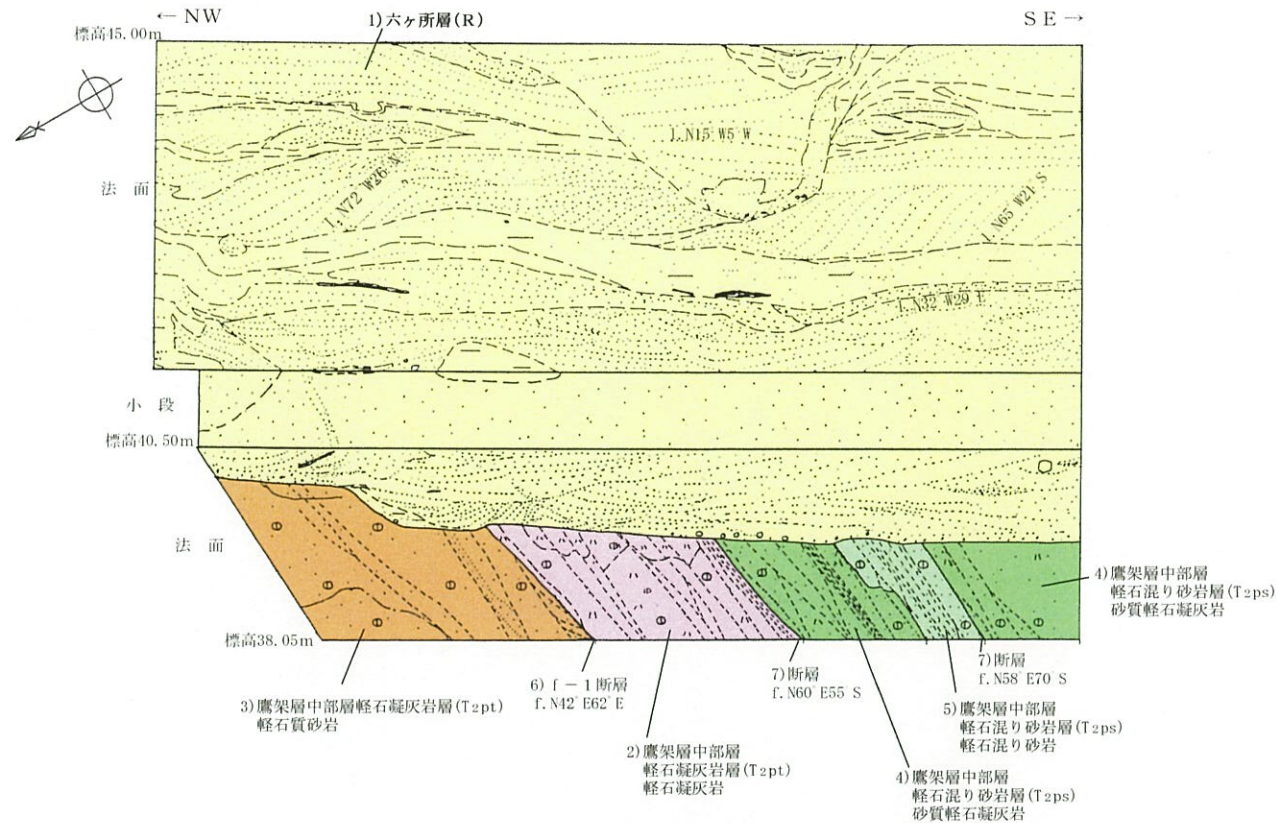 ← NW
SE →
1)六ヶ所層(R)
標高45.00m
l.N15 W5 W
法 面
l.N72 W26 N
l.N65 W21 S
l.N32 W29 E
小 段
標高40.50m
法 面
標高38.05m
4)鷹架層中部層
軽石混り砂岩層(T2ps)
砂質軽石凝灰岩
6) f－1断層
f.N42°E62°E
7)断層
f.N60°E55°S
7)断層
f.N58°E70°S
3)鷹架層中部層軽石凝灰岩層(T2pt)
軽石質砂岩
5)鷹架層中部層
軽石混り砂岩層(T2ps)
軽石混り砂岩
2)鷹架層中部層
軽石凝灰岩層(T2pt)
軽石凝灰岩
4)鷹架層中部層
軽石混り砂岩層(T2ps)
砂質軽石凝灰岩